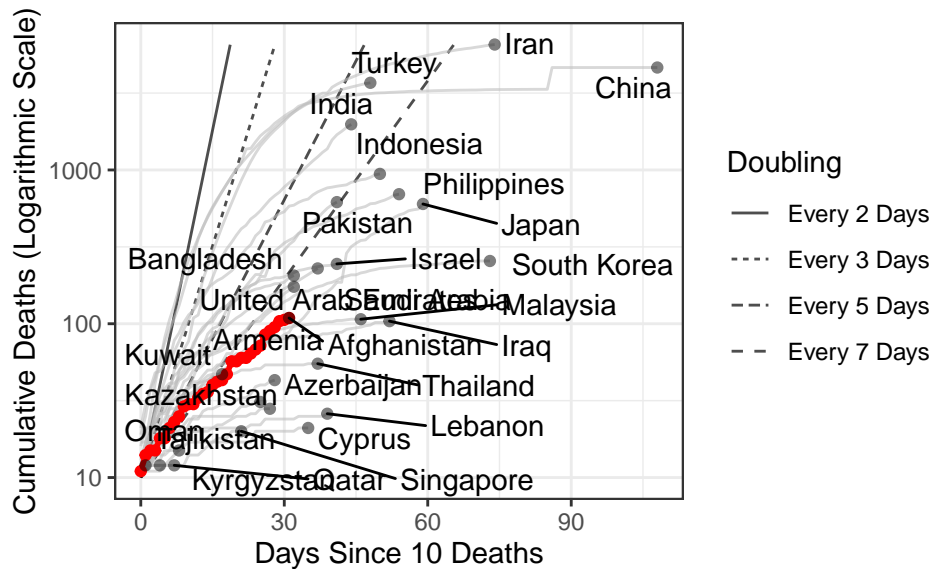 Cumulative Deaths (Logarithmic Scale)
1000
100
10
0
30
60
90
Days Since 10 Deaths
Iran
Turkey
China
India
Indonesia
Philippines
Pakistan
Japan
Bangladesh
Israel
South Korea
United Arab Emirates
Saudi Arabia
Malaysia
Armenia
Afghanistan
Iraq
Kuwait
Azerbaijan
Thailand
Kazakhstan
Lebanon
Oman
Tajikistan
Cyprus
Kyrgyzstan
Qatar
Singapore
Doubling
Every 2 Days
Every 3 Days
Every 5 Days
Every 7 Days